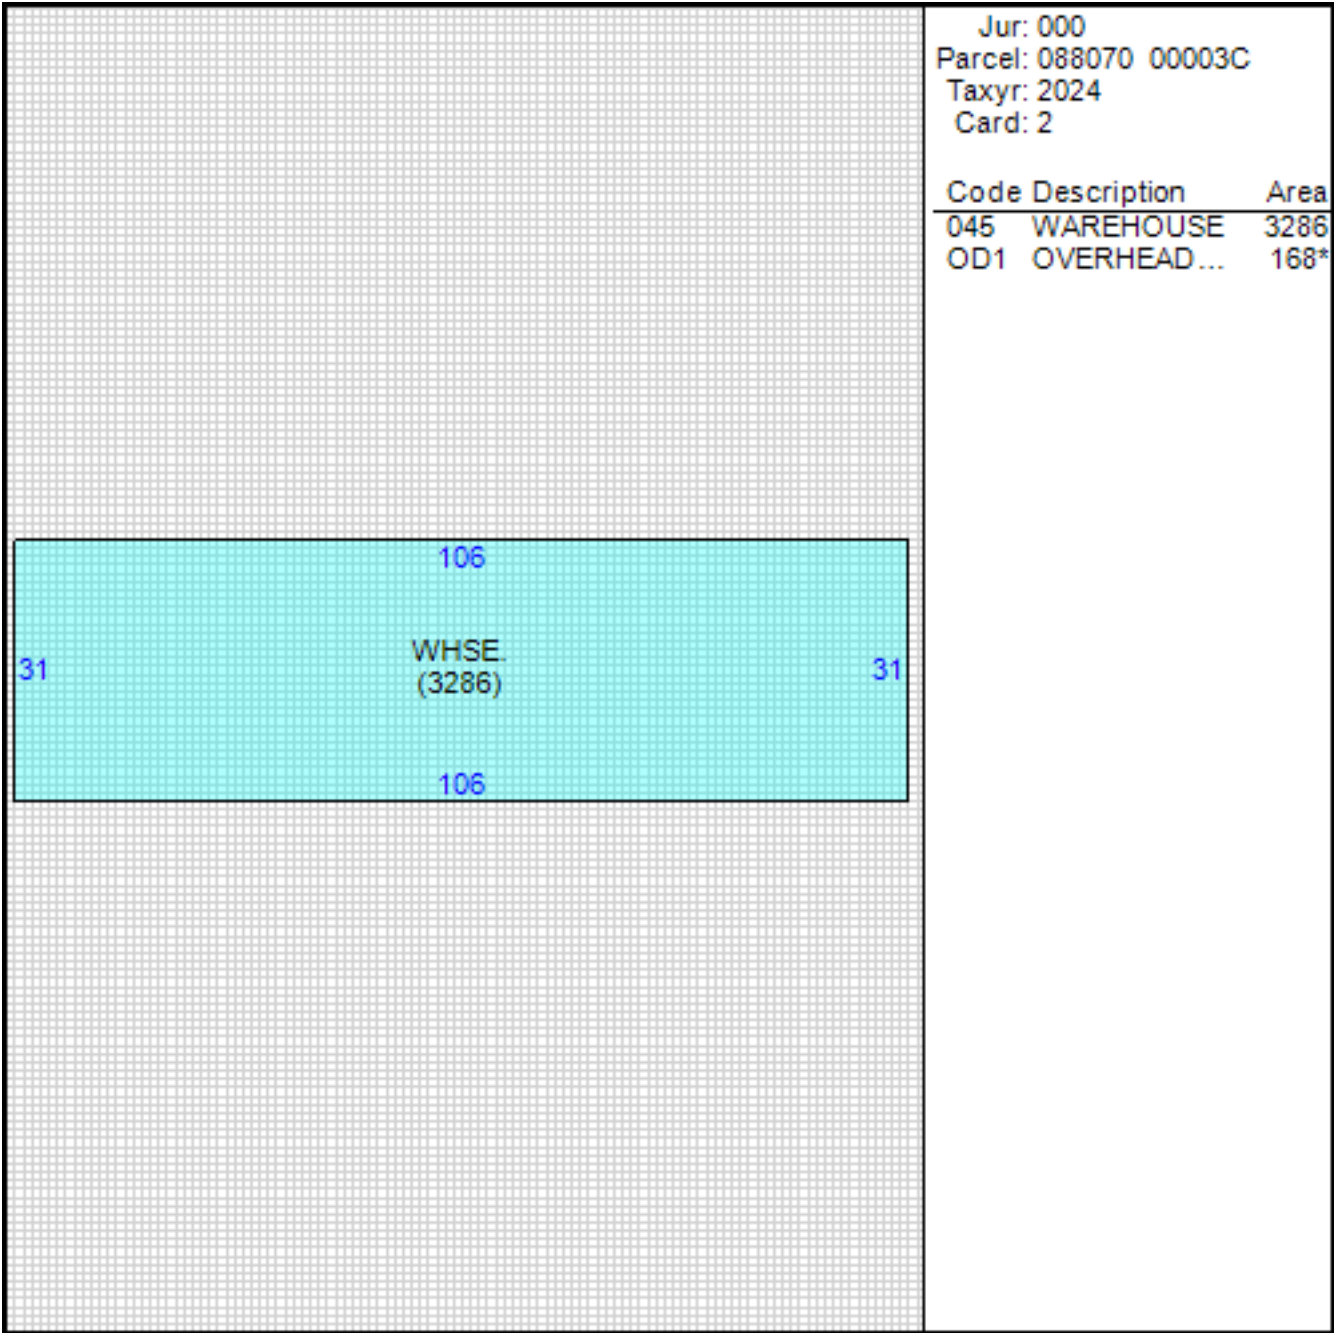 Jur: 000
Parcel: 088070 00003C
Taxyr: 2024
Card: 2
Code Description Area
045 WAREHOUSE 3286
OD1 OVERHEAD... 168*
106
WHSE.
31 31
(3286)
106